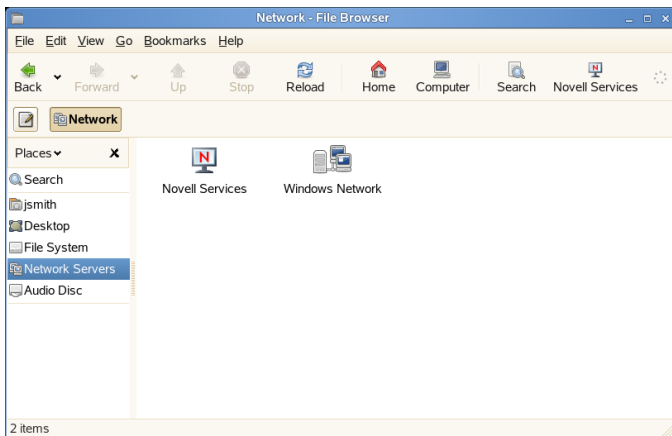 Network - File Browser
File Edit View Go Bookmarks Help
Back Forward Up Stop Reload Home Computer Search Novell Services
Network
Places
Search
jsmith
Desktop
File System
Network Servers
Audio Disc
N
Novell Services
Windows Network
2 items